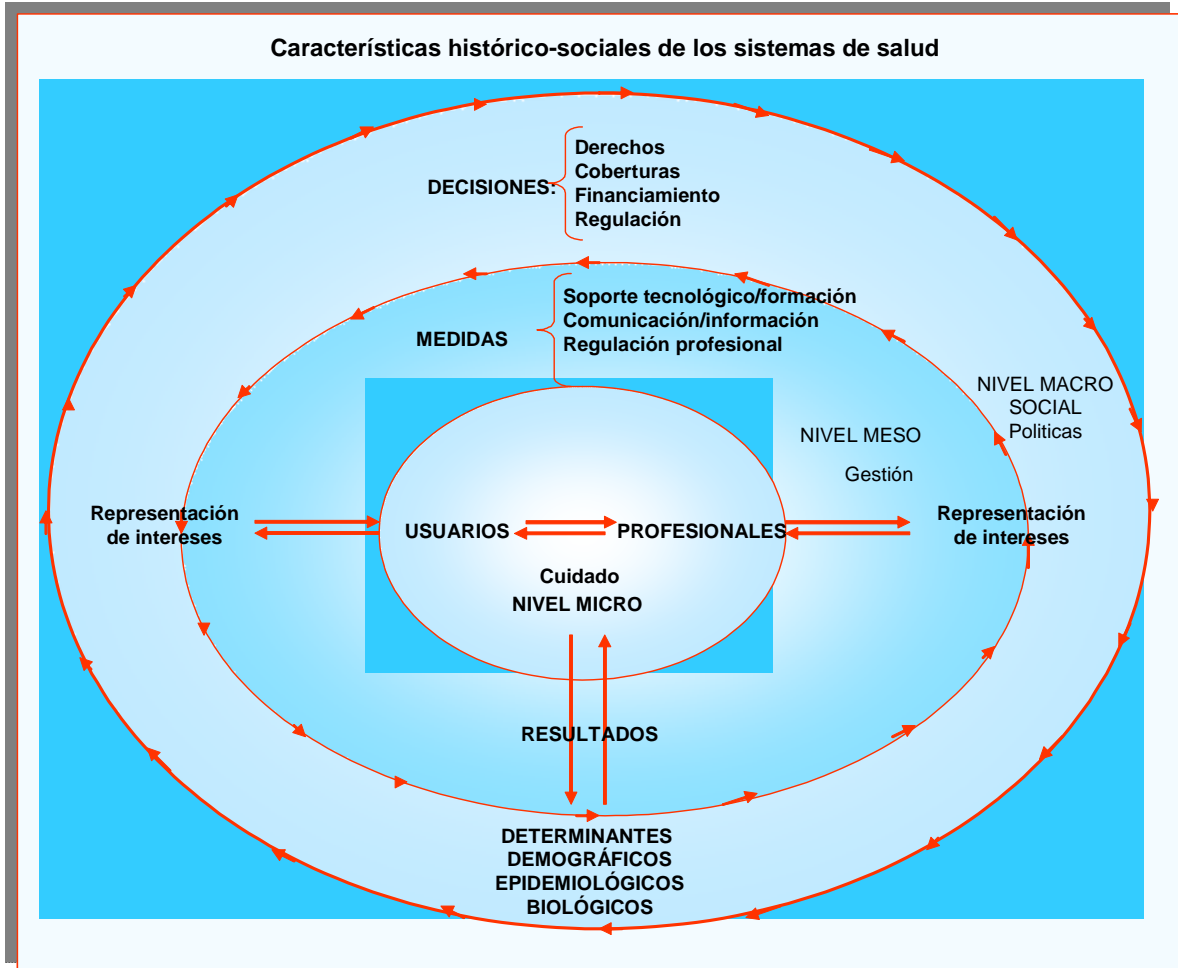 Características histórico-sociales de los sistemas de salud
DECISIONES:
Derechos
Coberturas
Financiamiento
Regulación
MEDIDAS
Soporte tecnológico/formación
Comunicación/información
Regulación profesional
NIVEL MACRO
SOCIAL
Politicas
NIVEL MESO
Gestión
Representación
de intereses
USUARIOS
PROFESIONALES
Representación
de intereses
Cuidado
NIVEL MICRO
RESULTADOS
DETERMINANTES
DEMOGRÁFICOS
EPIDEMIOLÓGICOS
BIOLÓGICOS